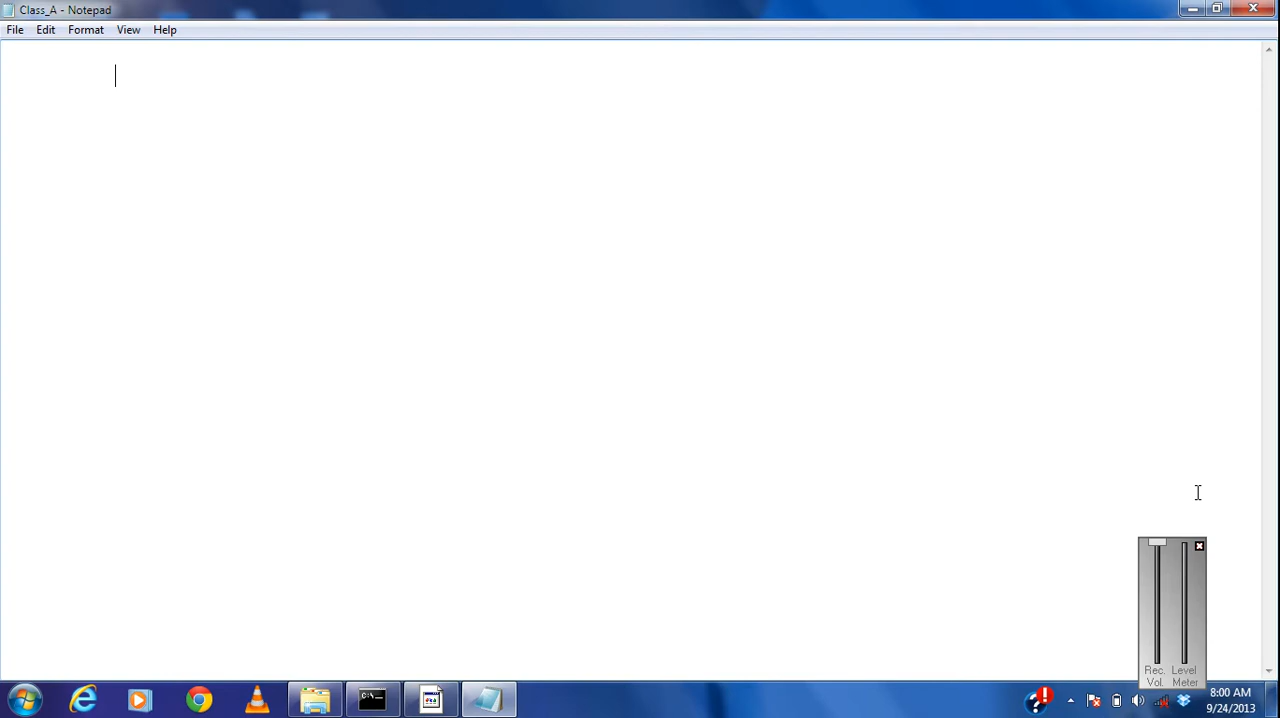 Class_A - Notepad
File Edit Format View Help
Rec. Level
Vol. Meter
C:\_
8:00 AM
9/24/2013